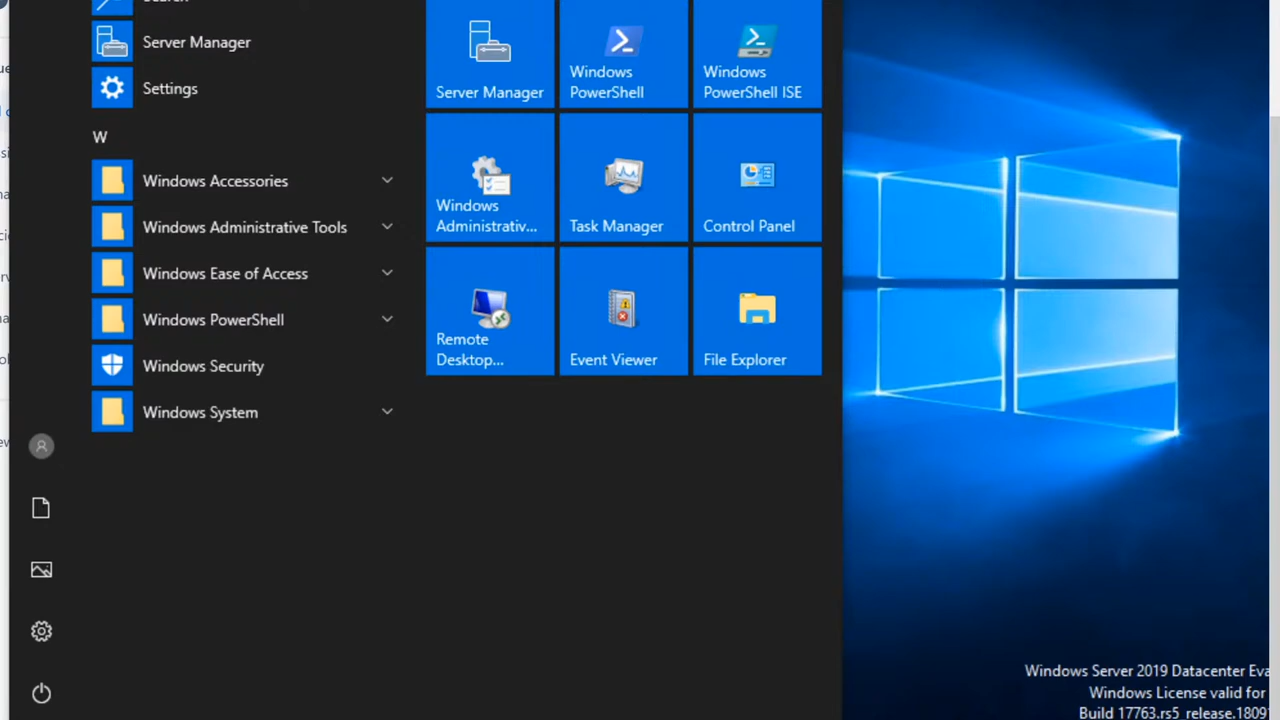 Server Manager
Settings
W
Windows Accessories
Windows Administrative Tools
Windows Ease of Access
Windows PowerShell
Windows Security
Windows System
Server Manager
Windows
PowerShell
Windows
PowerShell ISE
Windows
Administrativ...
Task Manager
Control Panel
Remote
Desktop...
Event Viewer
File Explorer
Windows Server 2019 Datacenter Eva
Windows License valid for
Build 17763.rs5_release.1809